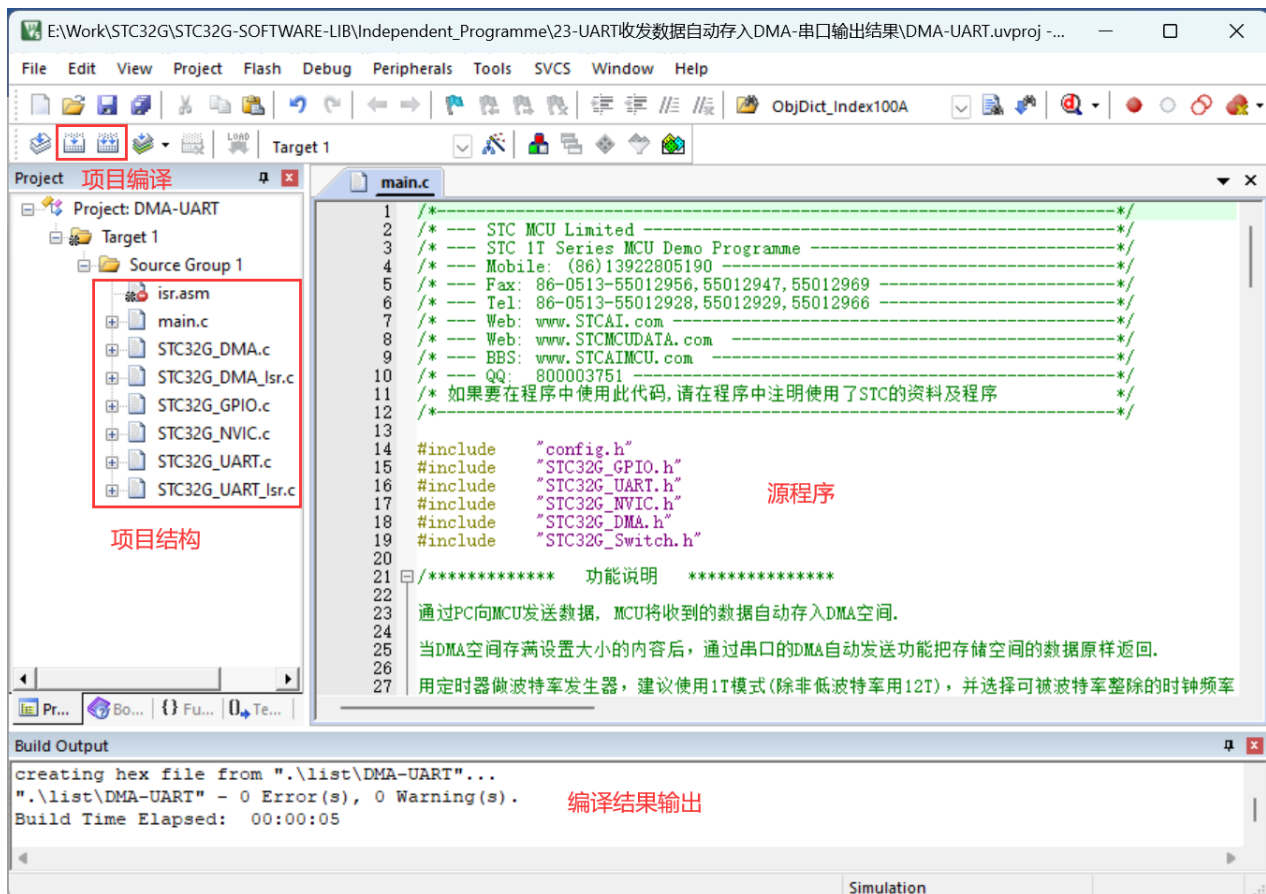 E:\Work\STC32G\STC32G-SOFTWARE-LIB\Independent_Programme\23-UART收发数据自动存入DMA-串口输出结果\DMA-UART.uvproj -...
File Edit View Project Flash Debug Peripherals Tools SVCS Window Help
ObjDict_Index100A
LOAD
Target 1
Project 项目编译
Project: DMA-UART
Target 1
Source Group 1
isr.asm
main.c
STC32G_DMA.c
STC32G_DMA_Isr.c
STC32G_GPIO.c
STC32G_NVIC.c
STC32G_UART.c
STC32G_UART_Isr.c
项目结构
Pr... Bo... {} Fu... Te...
main.c
1 /*---------------------------------------------------------------------*/
2 /* --- STC MCU Limited ------------------------------------------------*/
3 /* --- STC 1T Series MCU Demo Programme -------------------------------*/
4 /* --- Mobile: (86)13922805190 ----------------------------------------*/
5 /* --- Fax: 86-0513-55012956,55012947,55012969 ------------------------*/
6 /* --- Tel: 86-0513-55012928,55012929,55012966 ------------------------*/
7 /* --- Web: www.STCAI.com ---------------------------------------------*/
8 /* --- Web: www.STCMCUDATA.com  ---------------------------------------*/
9 /* --- BBS: www.STCAIMCU.com  -----------------------------------------*/
10 /* --- QQ:  800003751 -------------------------------------------------*/
11 /* 如果要在程序中使用此代码,请在程序中注明使用了STC的资料及程序            */
12 /*---------------------------------------------------------------------*/
13
14 #include "config.h"
15 #include "STC32G_GPIO.h"
16 #include "STC32G_UART.h"
17 #include "STC32G_NVIC.h"
18 #include "STC32G_DMA.h"
19 #include "STC32G_Switch.h"
源程序
20
21 /************* 功能说明 ***************
22
23 通过PC向MCU发送数据, MCU将收到的数据自动存入DMA空间.
24
25 当DMA空间存满设置大小的内容后，通过串口的DMA自动发送功能把存储空间的数据原样返回.
26
27 用定时器做波特率发生器，建议使用1T模式(除非低波特率用12T)，并选择可被波特率整除的时钟频率
Build Output
creating hex file from ".\list\DMA-UART"...
".\list\DMA-UART" - 0 Error(s), 0 Warning(s).
Build Time Elapsed: 00:00:05
编译结果输出
Simulation